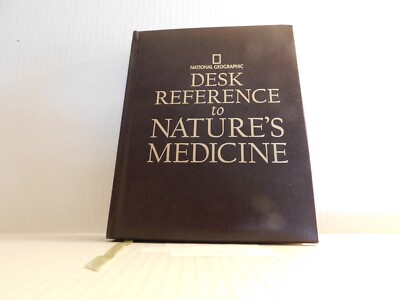 NATIONAL GEOGRAPHIC
DESK
REFERENCE
to
NATURE'S
MEDICINE